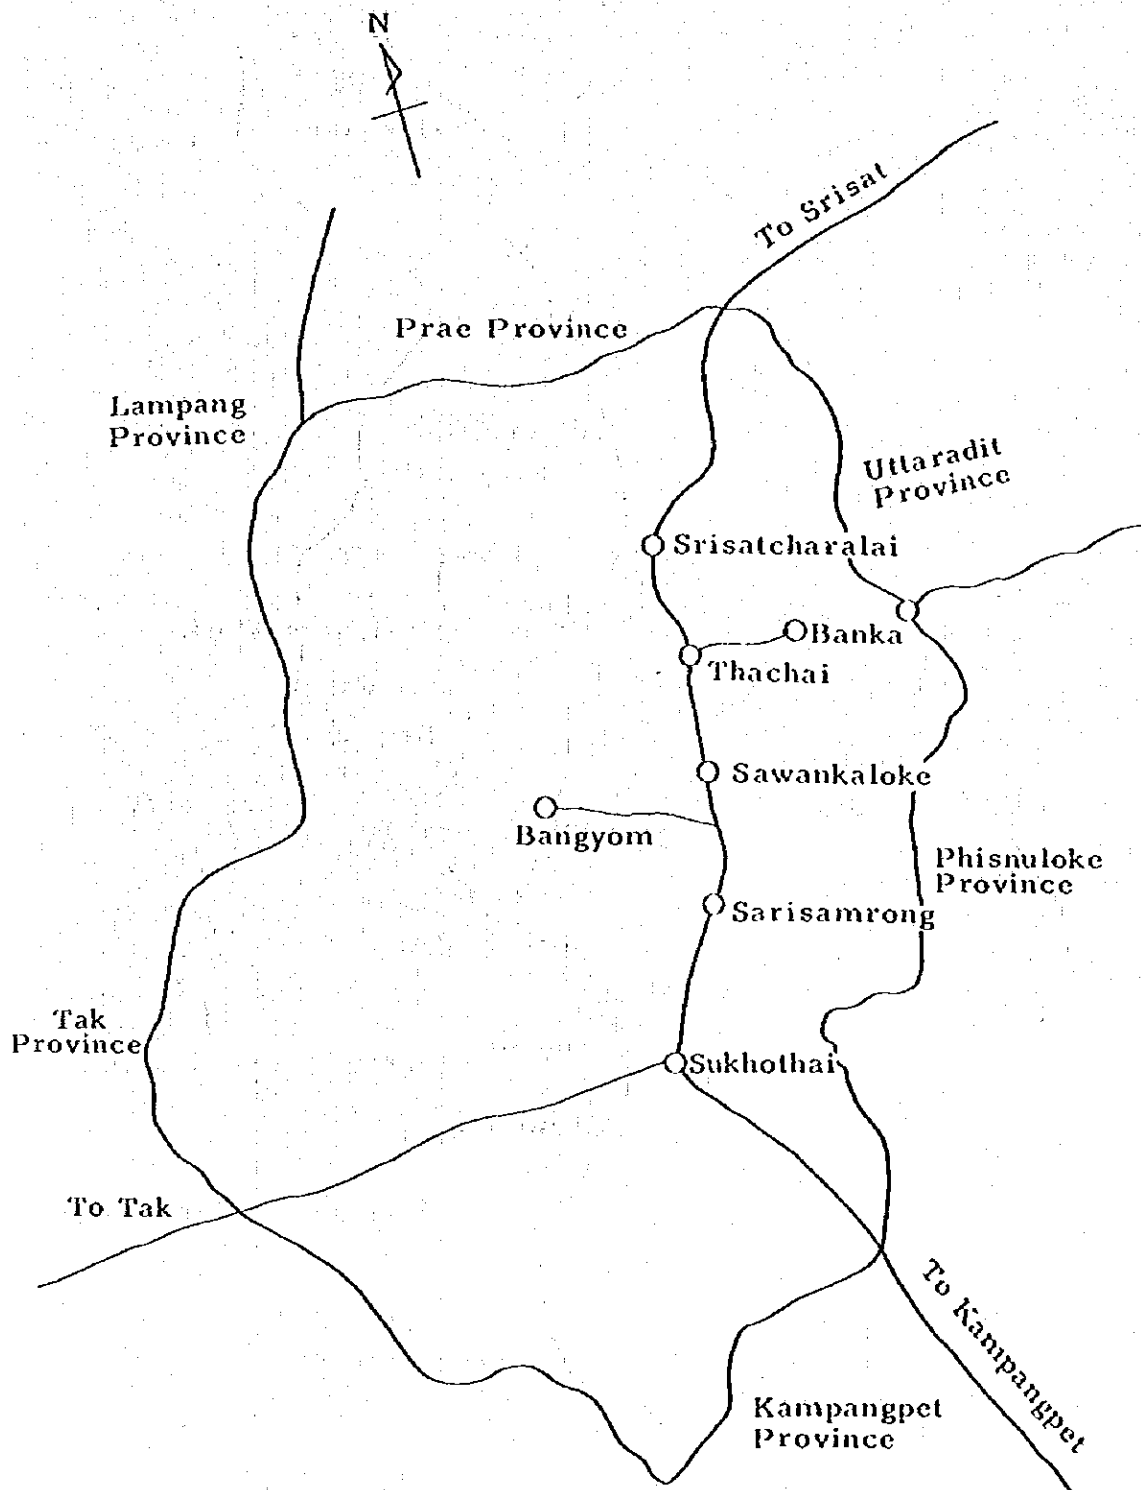 N
To Srisat
Prae Province
Lampang
Province
Uttaradit
Province
Srisatcharalai
Banka
Thachai
Sawankaloke
Bangyom
Phisnuloke
Province
Sarisamrong
Tak
Province
Sukhothai
To Tak
To Kampangpet
Kampangpet
Province